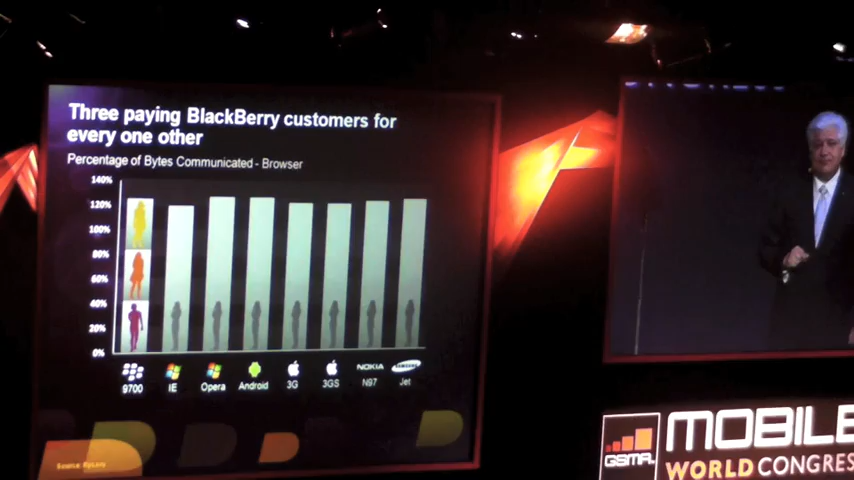 Three paying BlackBerry customers for
every one other
Percentage of Bytes Communicated - Browser
140%
120%
100%
80%
60%
40%
20%
0%
9700
IE
Opera
Android
3G
3GS
NOKIA
N97
SAMSUNG
Jet
GSMA
MOBILE
WORLD CONGRES